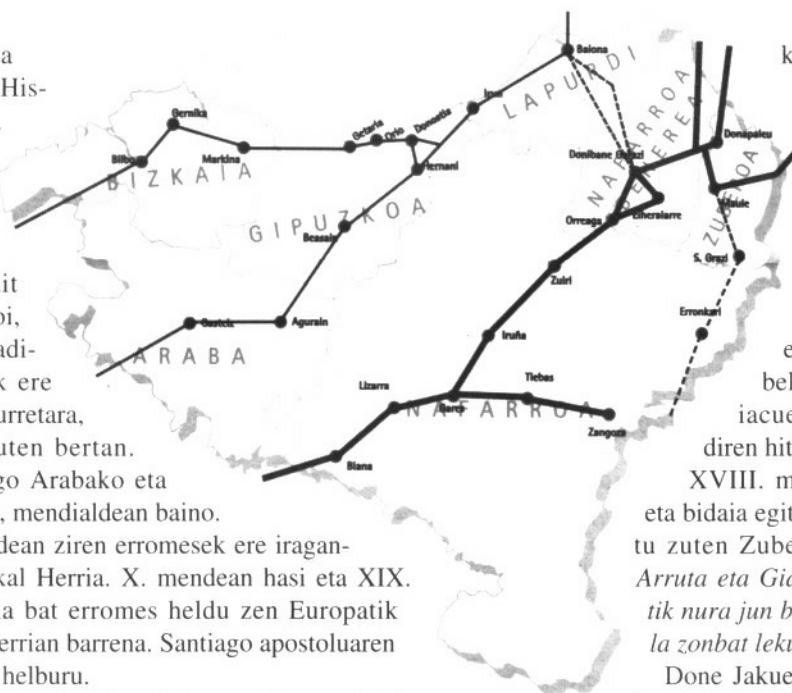 a
His-
it
oi,
adi-
k ere
urretara,
uten bertan.
go Arabako eta
, mendialdean baino.
dean ziren erromesek ere iragan-
kal Herria. X. mendean hasi eta XIX.
a bat erromes heldu zen Europatik
errian barrena. Santiago apostoluaren
helburu.
Baiona
LAPURDI
Irun
Gernika
Bilbo
Markina
Getaria
Orio
Donostia
Hernani
BIZKAIA
GIPUZKOA
Beasain
Gasteiz
Agurain
ARABA
Donibane Garazi
NAFARROA
BEHEREA
Donapaleu
ZUBEROA
Maule
Orreaga
Eiheralarre
S. Grazi
Zuiri
Erronkari
Iruña
Lizarra
Tiebas
NAFARROA
Zangoza
Biana
k
e
bel
iacue
diren hit
XVIII. m
eta bidaia egit
tu zuten Zube
Arruta eta Gid
tik nura jun b
la zonbat leku
Done Jakue